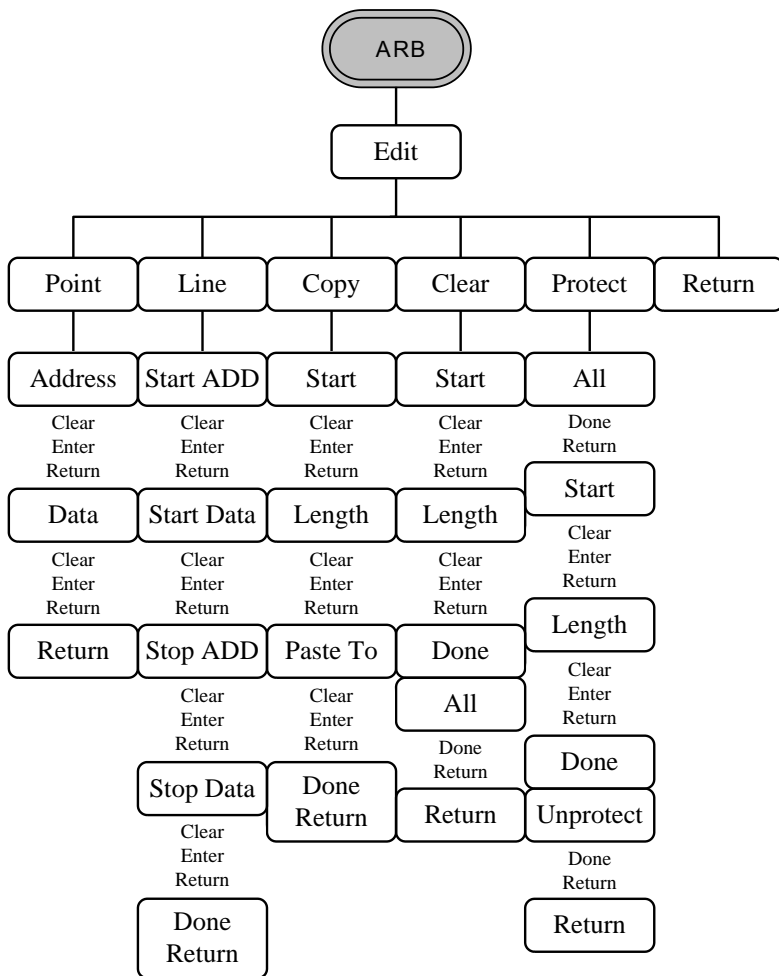 ARB
Edit
Point
Line
Copy
Clear
Protect
Return
Address
Clear
Enter
Return
Data
Clear
Enter
Return
Return
Start ADD
Clear
Enter
Return
Start Data
Clear
Enter
Return
Stop ADD
Clear
Enter
Return
Stop Data
Clear
Enter
Return
Done
Return
Start
Clear
Enter
Return
Length
Clear
Enter
Return
Paste To
Clear
Enter
Return
Done
Return
Start
Clear
Enter
Return
Length
Clear
Enter
Return
Done
All
Done
Return
Return
All
Done
Return
Start
Clear
Enter
Return
Length
Clear
Enter
Return
Done
Unprotect
Done
Return
Return